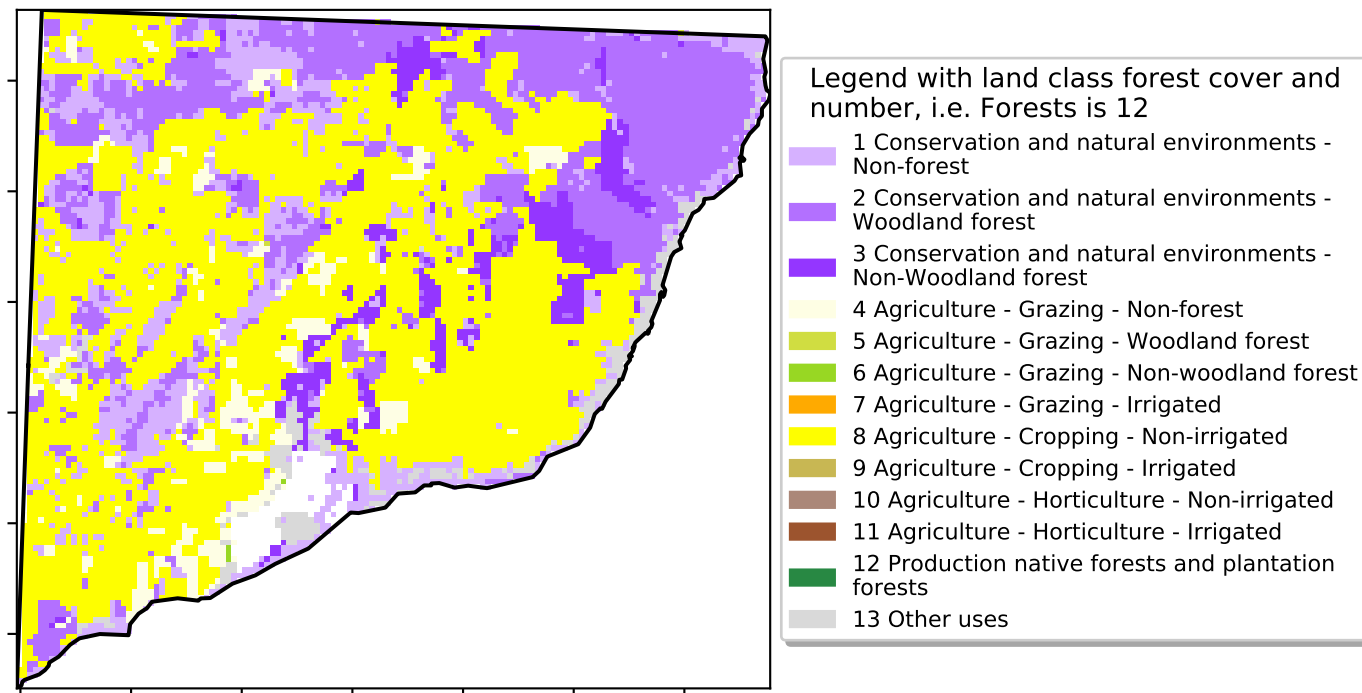 Legend with land class forest cover and
number, i.e. Forests is 12
1 Conservation and natural environments -
Non-forest
2 Conservation and natural environments -
Woodland forest
3 Conservation and natural environments -
Non-Woodland forest
4 Agriculture - Grazing - Non-forest
5 Agriculture - Grazing - Woodland forest
6 Agriculture - Grazing - Non-woodland forest
7 Agriculture - Grazing - Irrigated
8 Agriculture - Cropping - Non-irrigated
9 Agriculture - Cropping - Irrigated
10 Agriculture - Horticulture - Non-irrigated
11 Agriculture - Horticulture - Irrigated
12 Production native forests and plantation
forests
13 Other uses